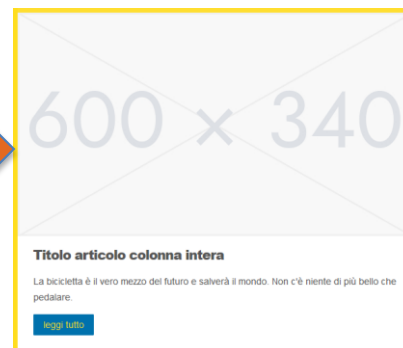 600 × 340
Titolo articolo colonna intera
La bicicletta è il vero mezzo del futuro e salverà il mondo. Non c'è niente di più bello che
pedalare.
leggi tutto